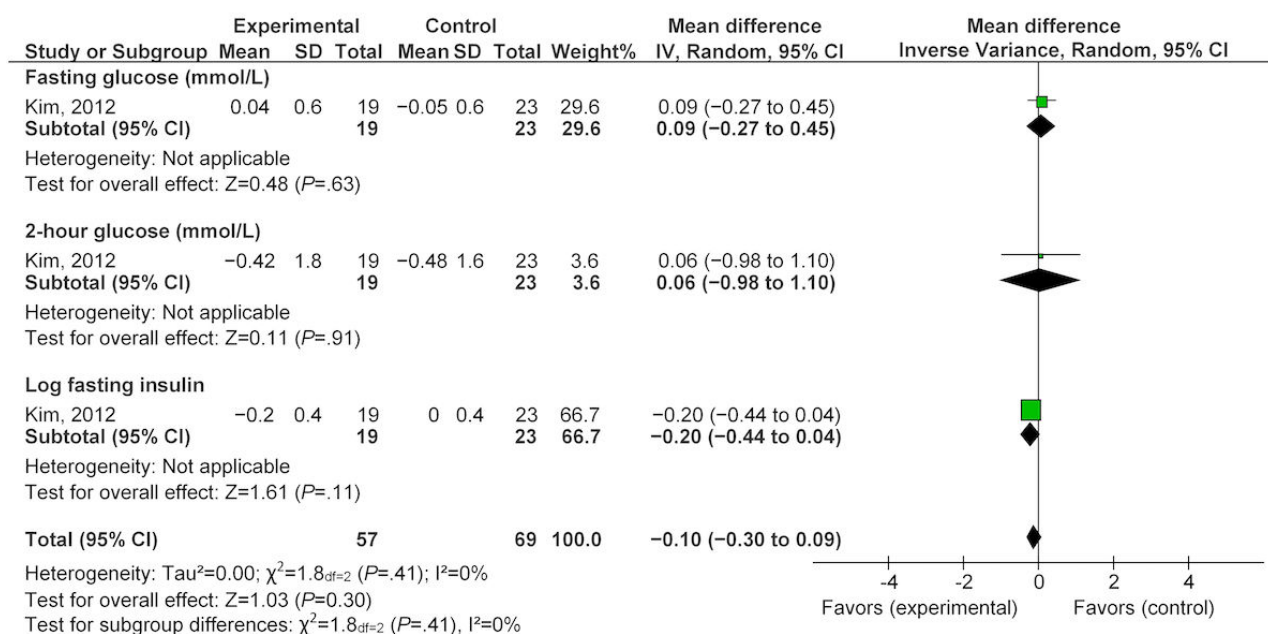 Experimental Control Mean difference Mean difference
Study or Subgroup Mean SD Total Mean SD Total Weight% IV, Random, 95% CI Inverse Variance, Random, 95% CI
Fasting glucose (mmol/L)
Kim, 2012 0.04 0.6 19 −0.05 0.6 23 29.6 0.09 (−0.27 to 0.45)
Subtotal (95% CI) 19 23 29.6 0.09 (−0.27 to 0.45)
Heterogeneity: Not applicable
Test for overall effect: Z=0.48 (P=.63)
2-hour glucose (mmol/L)
Kim, 2012 −0.42 1.8 19 −0.48 1.6 23 3.6 0.06 (−0.98 to 1.10)
Subtotal (95% CI) 19 23 3.6 0.06 (−0.98 to 1.10)
Heterogeneity: Not applicable
Test for overall effect: Z=0.11 (P=.91)
Log fasting insulin
Kim, 2012 −0.2 0.4 19 0 0.4 23 66.7 −0.20 (−0.44 to 0.04)
Subtotal (95% CI) 19 23 66.7 −0.20 (−0.44 to 0.04)
Heterogeneity: Not applicable
Test for overall effect: Z=1.61 (P=.11)
Total (95% CI) 57 69 100.0 −0.10 (−0.30 to 0.09)
Heterogeneity: Tau²=0.00; χ²=1.8df=2 (P=.41); I²=0%
Test for overall effect: Z=1.03 (P=0.30)
Test for subgroup differences: χ²=1.8df=2 (P=.41), I²=0%
-4 −2 0 2 4
Favors (experimental) Favors (control)